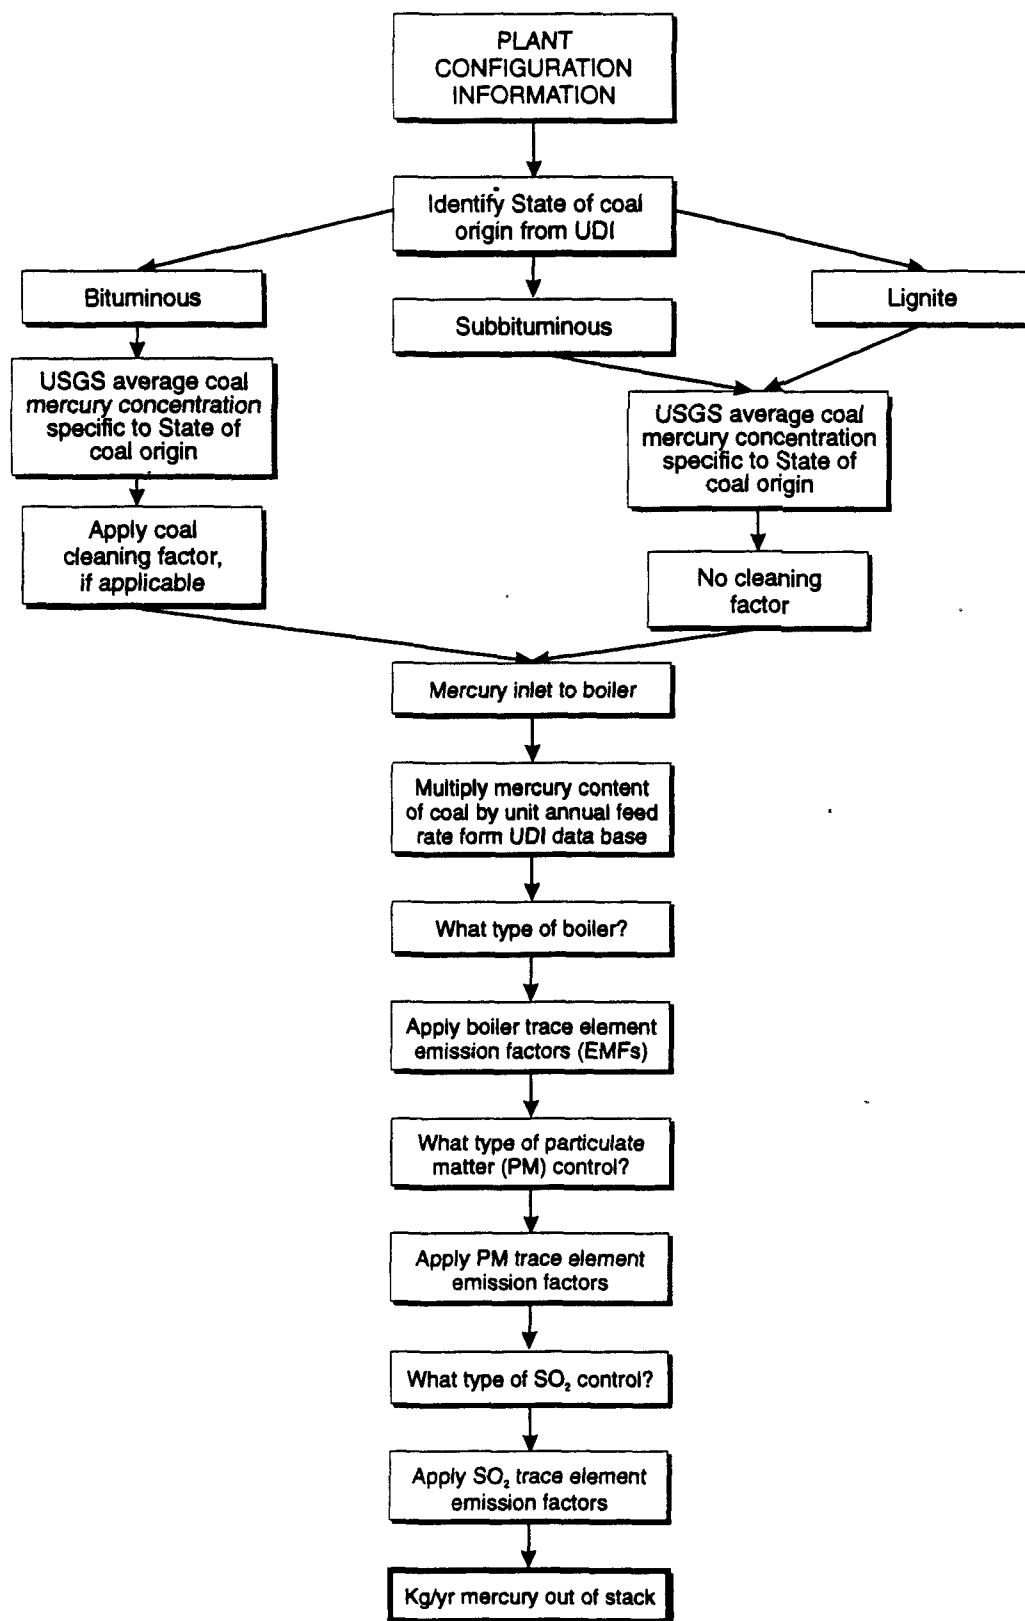 PLANT
CONFIGURATION
INFORMATION
Identify State of coal
origin from UDI
Bituminous
Subbituminous
Lignite
USGS average coal
mercury concentration
specific to State of
coal origin
USGS average coal
mercury concentration
specific to State of
coal origin
Apply coal
cleaning factor,
if applicable
No cleaning
factor
Mercury inlet to boiler
Multiply mercury content
of coal by unit annual feed
rate form UDI data base
What type of boiler?
Apply boiler trace element
emission factors (EMFs)
What type of particulate
matter (PM) control?
Apply PM trace element
emission factors
What type of SO₂ control?
Apply SO₂ trace element
emission factors
Kg/yr mercury out of stack